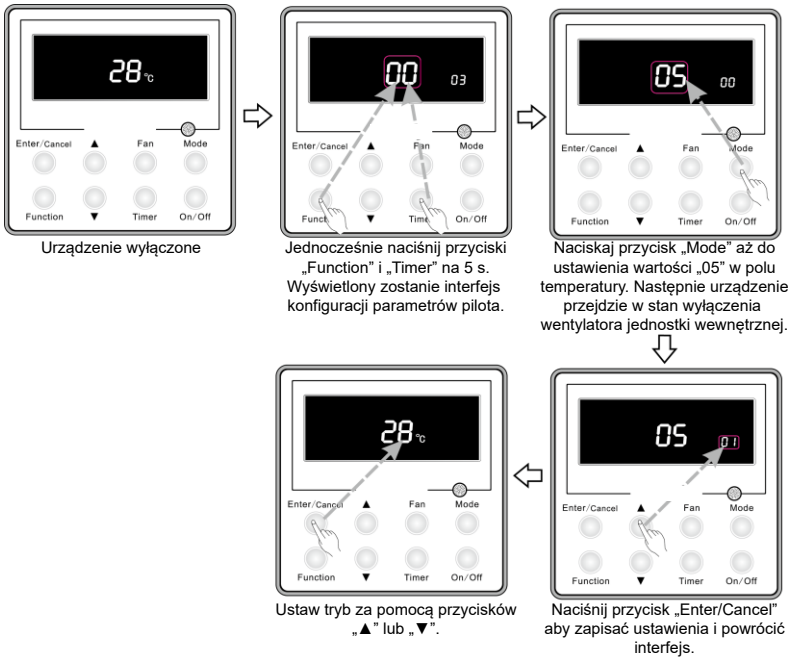 28 °C
Enter/Cancel ▲ Fan Mode
Function ▼ Timer On/Off
Urządzenie wyłączone
00 03
Enter/Cancel ▲ Fan Mode
Funct ▼ Time On/Off
Jednocześnie naciśnij przyciski
„Function” i „Timer” na 5 s.
Wyświetlony zostanie interfejs
konfiguracji parametrów pilota.
05 00
Enter/Cancel ▲ Fan Mode
Function ▼ Timer On/Off
Naciskaj przycisk „Mode” aż do
ustawienia wartości „05” w polu
temperatury. Następnie urządzenie
przejdzie w stan wyłączenia
wentylatora jednostki wewnętrznej.
05 01
Enter/Cancel ▲ Fan Mode
Function ▼ Timer On/Off
Naciśnij przycisk „Enter/Cancel”
aby zapisać ustawienia i powrócić
interfejs.
28 °C
Enter/Cancel ▲ Fan Mode
Function ▼ Timer On/Off
Ustaw tryb za pomocą przycisków
„▲” lub „▼”.